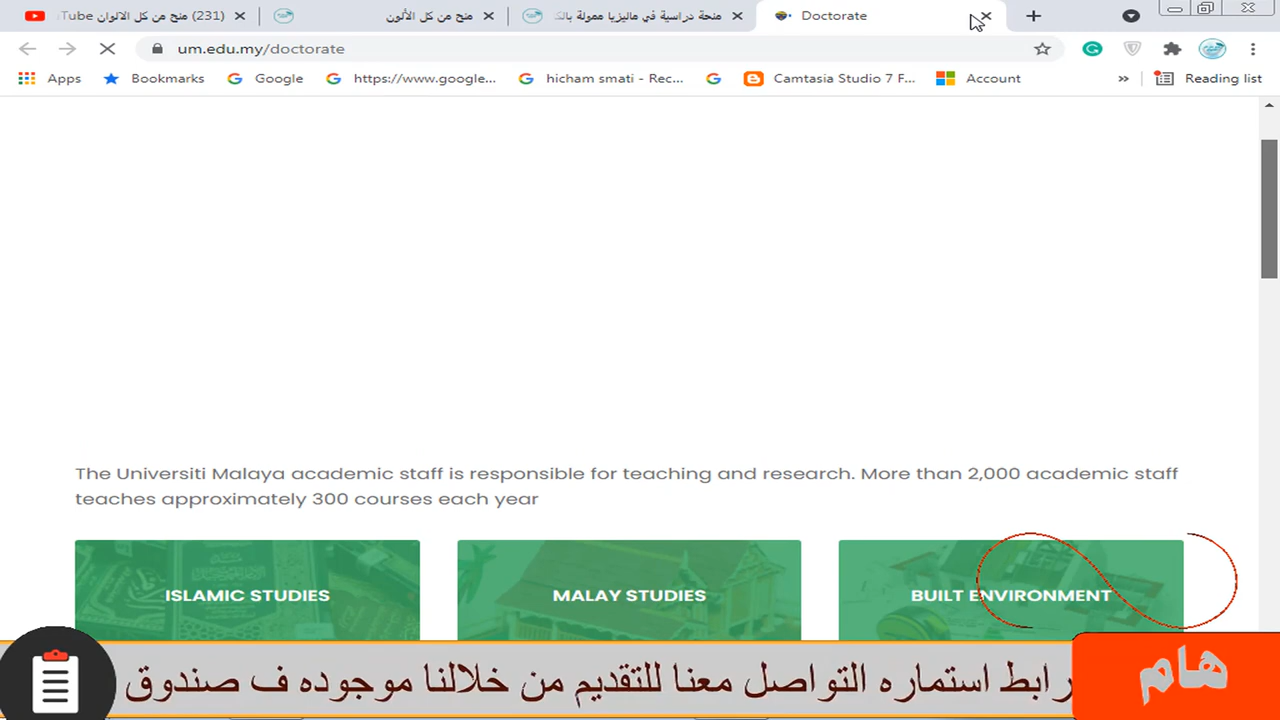 (231) منح من كل الالوان Tube
منح من كل الألون
منحة دراسية في ماليزيا ممولة بالك
Doctorate
um.edu.my/doctorate
Apps
Bookmarks
Google
https://www.google...
hicham smati - Rec...
Camtasia Studio 7 F...
Account
»
Reading list
The Universiti Malaya academic staff is responsible for teaching and research. More than 2,000 academic staff
teaches approximately 300 courses each year
ISLAMIC STUDIES
MALAY STUDIES
BUILT ENVIRONMENT
هام
رابط استماره التواصل معنا للتقديم من خلالنا موجوده ف صندوق